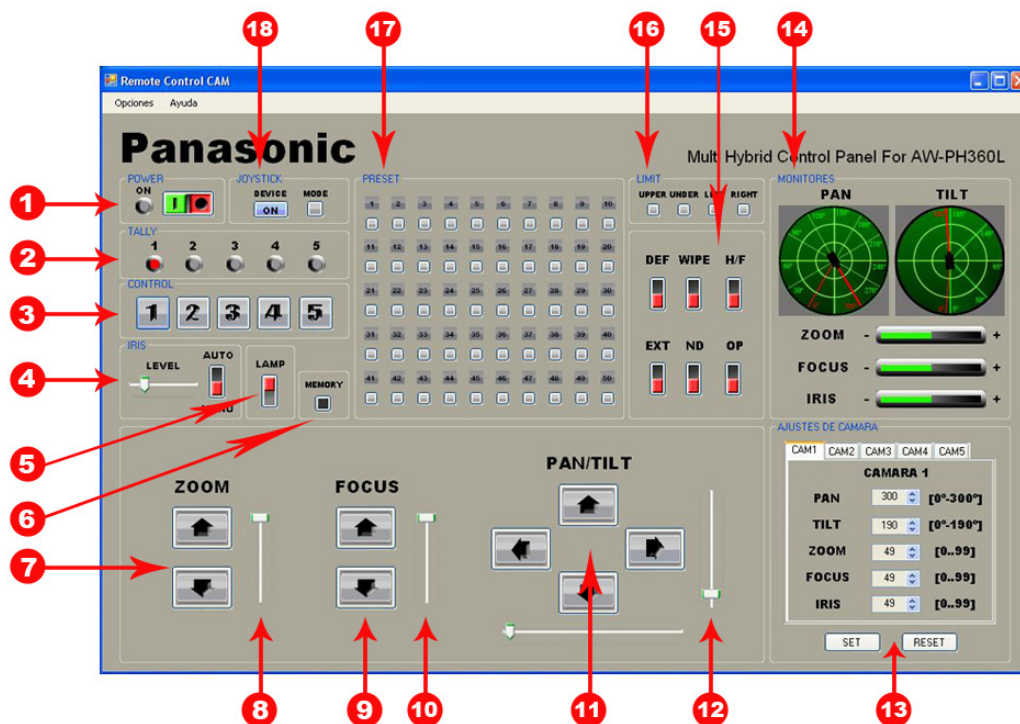 18 17 16 15 14
Remote Control CAM
Opciones Ayuda
Panasonic
Multi Hybrid Control Panel For AW-PH360L
1
POWER
ON
JOYSTICK
DEVICE MODE
ON
PRESET
1 2 3 4 5 6 7 8 9 10
11 12 13 14 15 16 17 18 19 20
21 22 23 24 25 26 27 28 29 30
31 32 33 34 35 36 37 38 39 40
41 42 43 44 45 46 47 48 49 50
LIMIT
UPPER UNDER RIGHT
DEF WIPE H/F
EXT ND OP
MONITORES
PAN TILT
ZOOM - +
FOCUS - +
IRIS - +
2
TALLY
1 2 3 4 5
3
CONTROL
1 2 3 4 5
4
IRIS
LEVEL
AUTO
LAMP
MEMORY
5
6
7
ZOOM
FOCUS
PAN/TILT
AJUSTES DE CAMARA
CAM1 CAM2 CAM3 CAM4 CAM5
CAMARA 1
PAN 300 [0º-300º]
TILT 190 [0º-190º]
ZOOM 49 [0..99]
FOCUS 49 [0..99]
IRIS 49 [0..99]
SET RESET
8 9 10 11 12 13